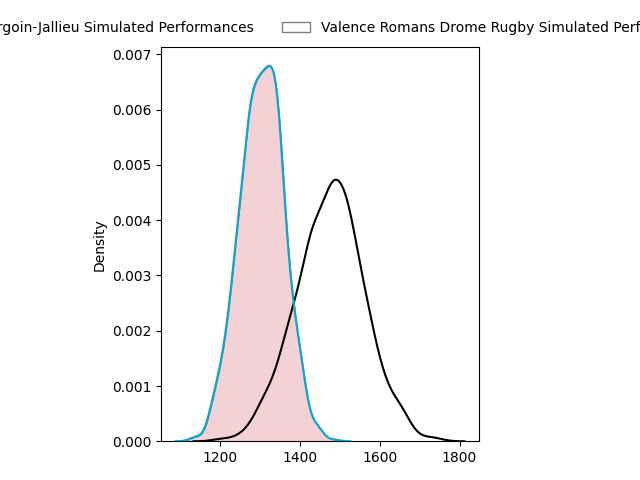 rgoin-Jallieu Simulated Performances Valence Romans Drome Rugby Simulated Perf
0.007
0.006
0.005
0.004
0.003
0.002
0.001
0.000
Density
1200 1400 1600 1800